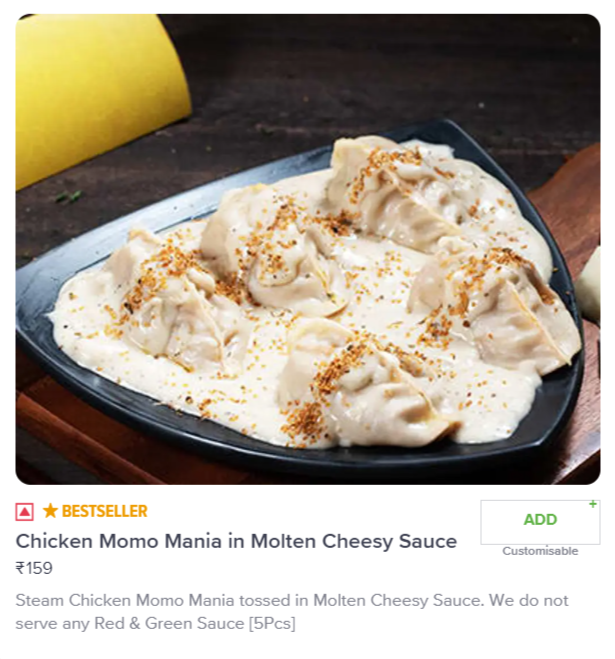 BESTSELLER
ADD +
Customisable
Chicken Momo Mania in Molten Cheesy Sauce
₹159
Steam Chicken Momo Mania tossed in Molten Cheesy Sauce. We do not
serve any Red & Green Sauce [5Pcs]